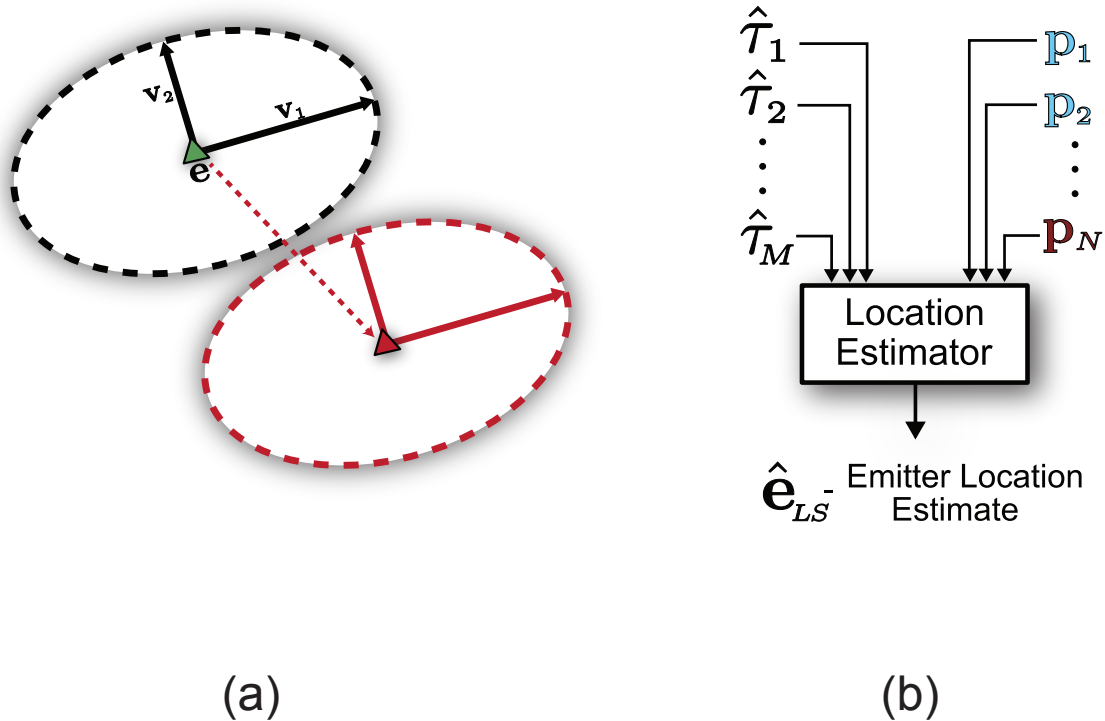 v₂
v₁
e
(a)
τ̂₁
τ̂₂
τ̂_M
p₁
p₂
p_N
Location
Estimator
ê_LS - Emitter Location
Estimate
(b)